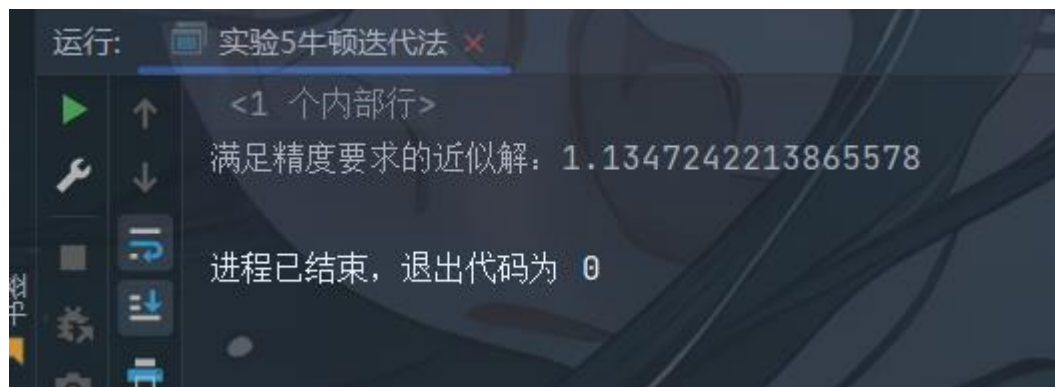 运行: 实验5牛顿迭代法
<1 个内部行>
满足精度要求的近似解: 1.1347242213865578
进程已结束, 退出代码为 0
书签